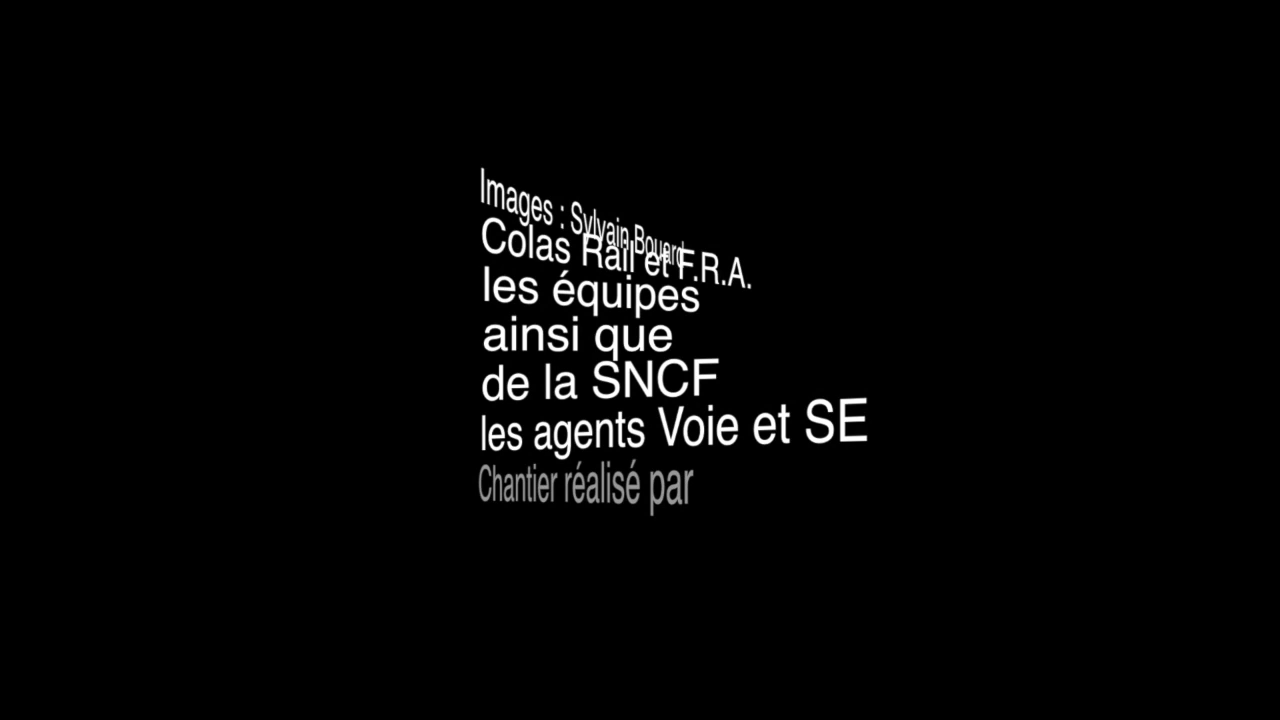 Images : Sylvain Bouard
Colas Rail et F.R.A.
les équipes
ainsi que
de la SNCF
les agents Voie et SE
Chantier réalisé par